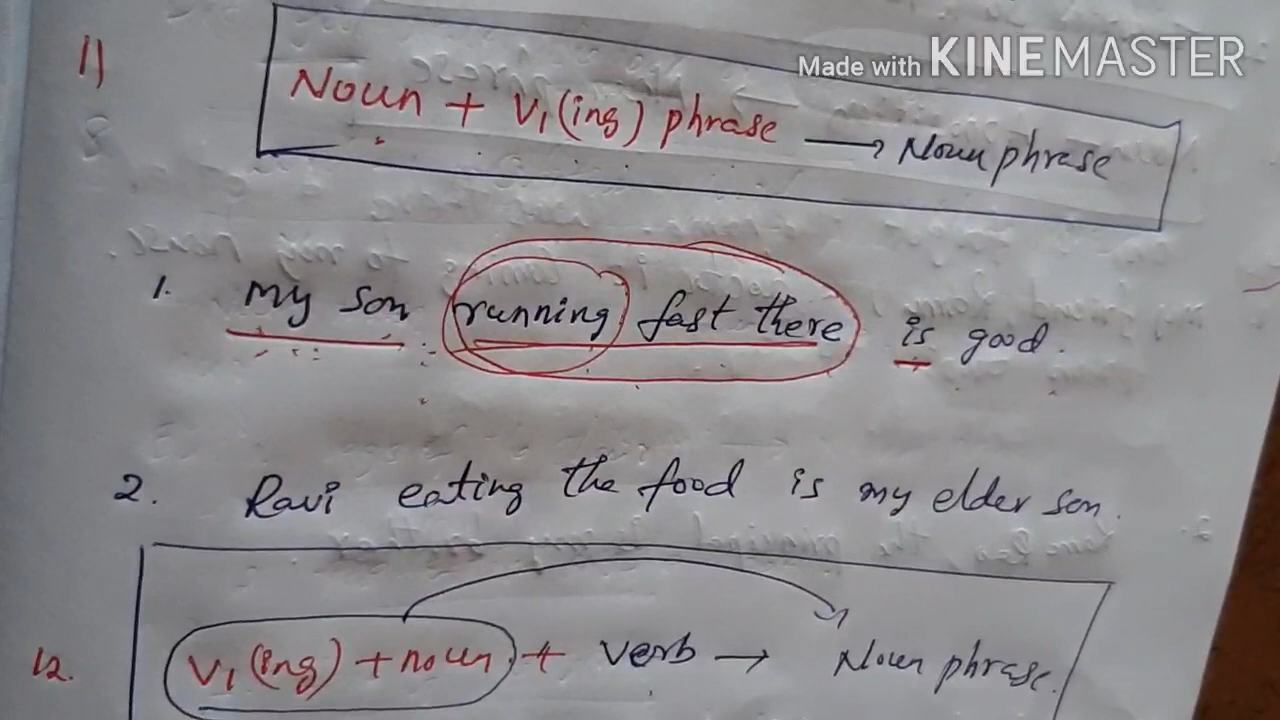 Made with KINEMASTER
11) Noun + V₁(ing) phrase → Noun phrase
1. my son running fast there is good.
2. Ravi eating the food is my elder son.
12. V₁(ing) + noun + verb → Noun phrase.